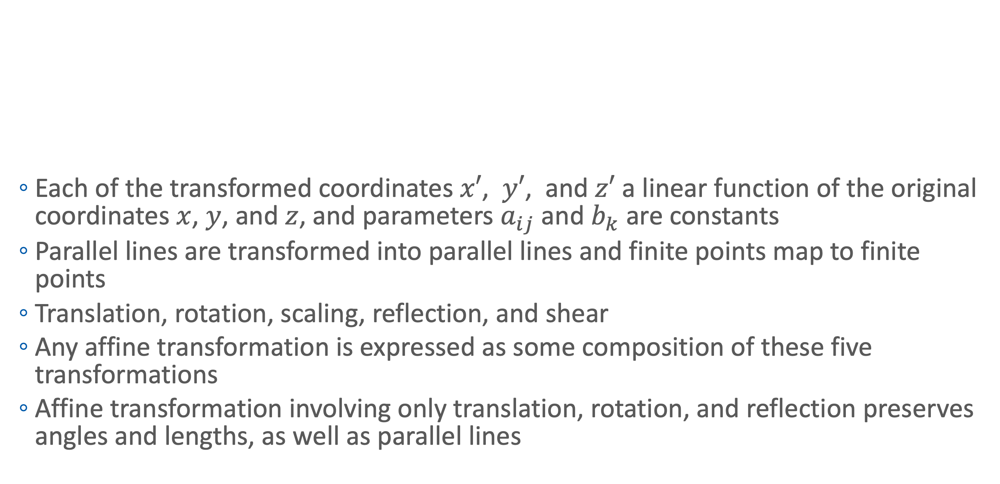 ◦ Each of the transformed coordinates x′, y′, and z′ a linear function of the original
coordinates x, y, and z, and parameters aᵢⱼ and bₖ are constants
◦ Parallel lines are transformed into parallel lines and finite points map to finite
points
◦ Translation, rotation, scaling, reflection, and shear
◦ Any affine transformation is expressed as some composition of these five
transformations
◦ Affine transformation involving only translation, rotation, and reflection preserves
angles and lengths, as well as parallel lines